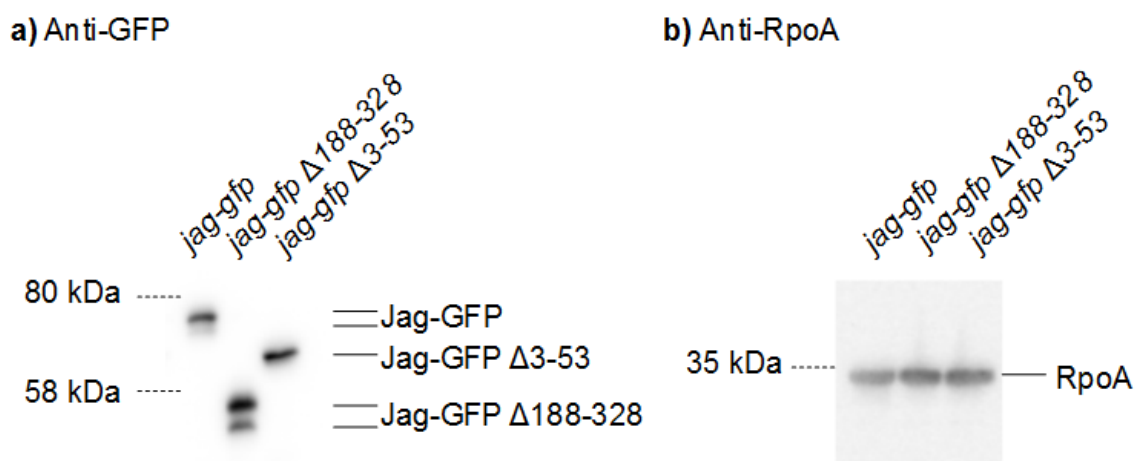 a) Anti-GFP
jag-gfp
jag-gfp Δ188-328
jag-gfp Δ3-53
80 kDa
58 kDa
Jag-GFP
Jag-GFP Δ3-53
Jag-GFP Δ188-328
b) Anti-RpoA
jag-gfp
jag-gfp Δ188-328
jag-gfp Δ3-53
35 kDa
RpoA